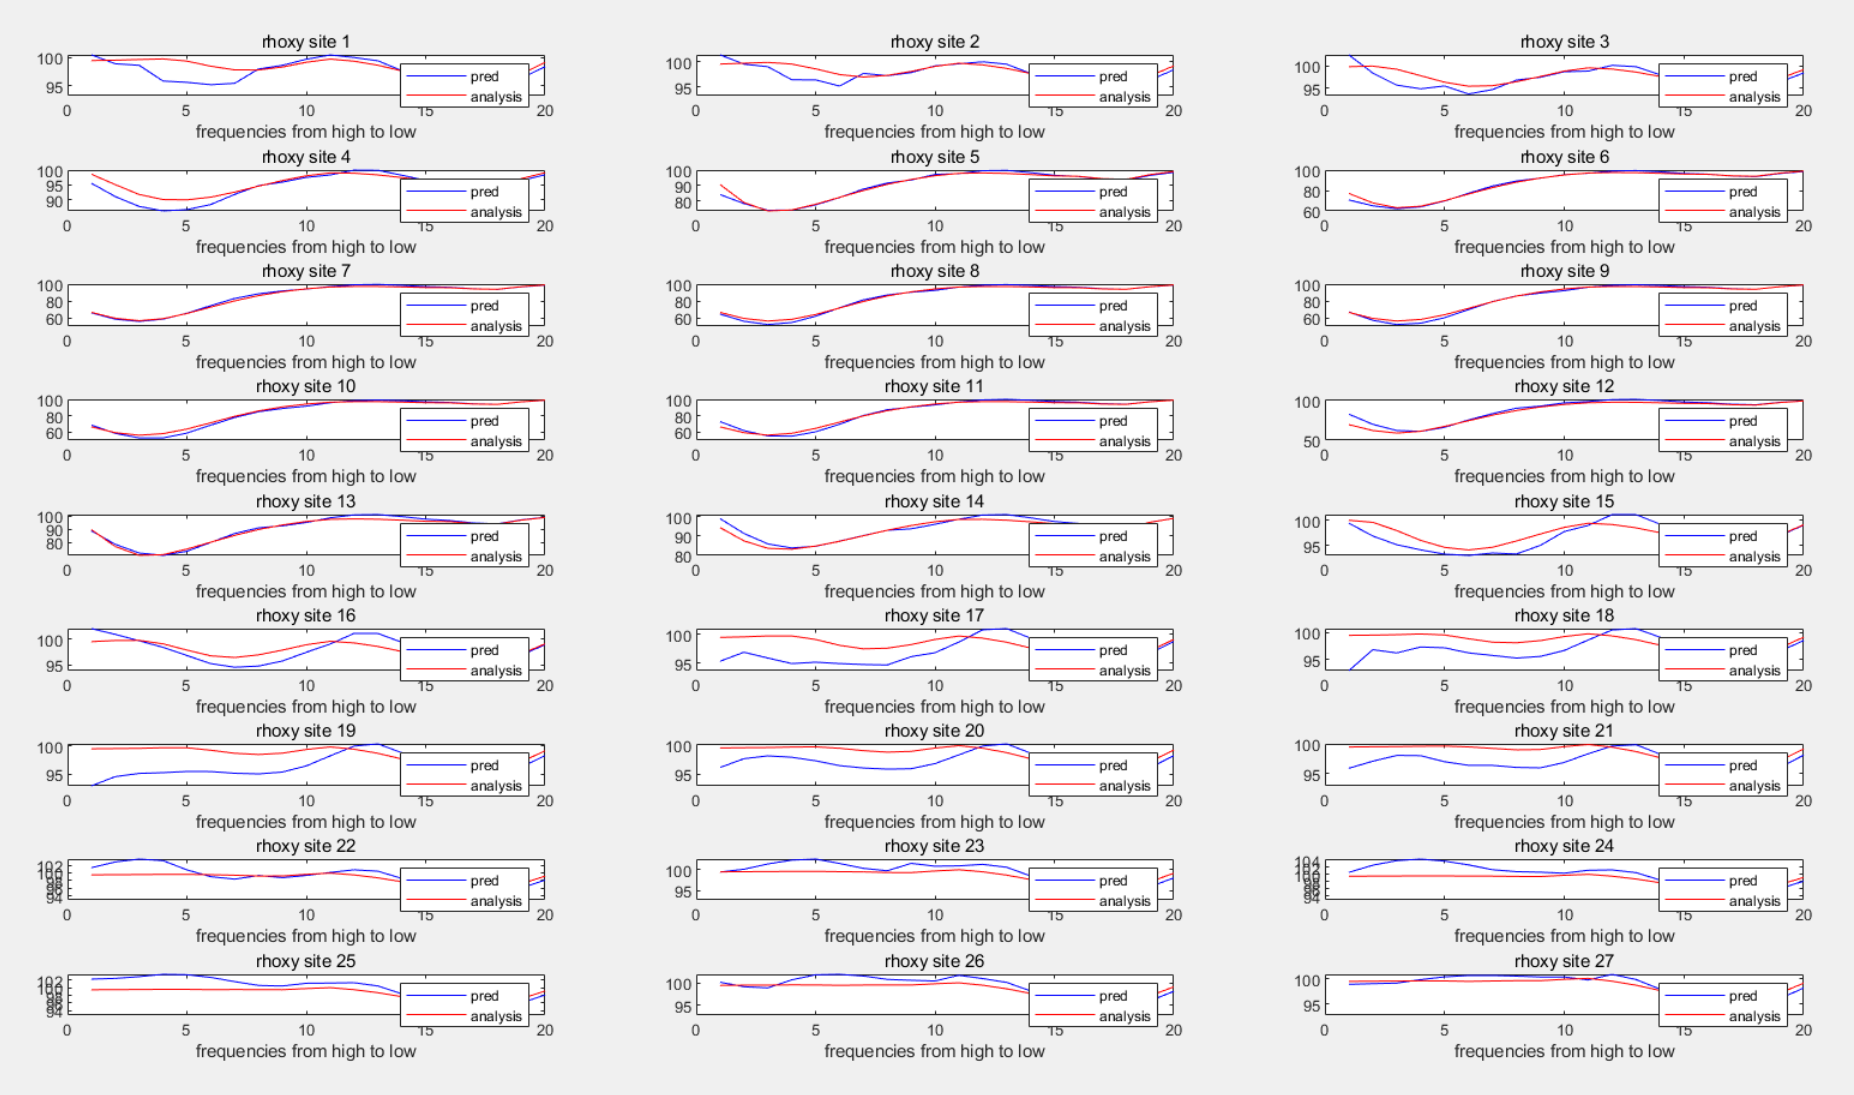 rhoxy site 1
100
95
pred
analysis
0 5 10 15 20
frequencies from high to low
rhoxy site 2
100
95
pred
analysis
0 5 10 15 20
frequencies from high to low
rhoxy site 3
100
95
pred
analysis
0 5 10 15 20
frequencies from high to low
rhoxy site 4
100
95
90
pred
analysis
0 5 10 15 20
frequencies from high to low
rhoxy site 5
100
90
80
pred
analysis
0 5 10 15 20
frequencies from high to low
rhoxy site 6
100
80
60
pred
analysis
0 5 10 15 20
frequencies from high to low
rhoxy site 7
100
80
60
pred
analysis
0 5 10 15 20
frequencies from high to low
rhoxy site 8
100
80
60
pred
analysis
0 5 10 15 20
frequencies from high to low
rhoxy site 9
100
80
60
pred
analysis
0 5 10 15 20
frequencies from high to low
rhoxy site 10
100
80
60
pred
analysis
0 5 10 15 20
frequencies from high to low
rhoxy site 11
100
80
60
pred
analysis
0 5 10 15 20
frequencies from high to low
rhoxy site 12
100
50
pred
analysis
0 5 10 15 20
frequencies from high to low
rhoxy site 13
100
90
80
pred
analysis
0 5 10 15 20
frequencies from high to low
rhoxy site 14
100
90
80
pred
analysis
0 5 10 15 20
frequencies from high to low
rhoxy site 15
100
95
pred
analysis
0 5 10 15 20
frequencies from high to low
rhoxy site 16
100
95
pred
analysis
0 5 10 15 20
frequencies from high to low
rhoxy site 17
100
95
pred
analysis
0 5 10 15 20
frequencies from high to low
rhoxy site 18
100
95
pred
analysis
0 5 10 15 20
frequencies from high to low
rhoxy site 19
100
95
pred
analysis
0 5 10 15 20
frequencies from high to low
rhoxy site 20
100
95
pred
analysis
0 5 10 15 20
frequencies from high to low
rhoxy site 21
100
95
pred
analysis
0 5 10 15 20
frequencies from high to low
rhoxy site 22
102
100
98
96
94
pred
analysis
0 5 10 15 20
frequencies from high to low
rhoxy site 23
100
95
pred
analysis
0 5 10 15 20
frequencies from high to low
rhoxy site 24
104
102
100
98
96
94
pred
analysis
0 5 10 15 20
frequencies from high to low
rhoxy site 25
102
100
98
96
94
pred
analysis
0 5 10 15 20
frequencies from high to low
rhoxy site 26
100
95
pred
analysis
0 5 10 15 20
frequencies from high to low
rhoxy site 27
100
95
pred
analysis
0 5 10 15 20
frequencies from high to low